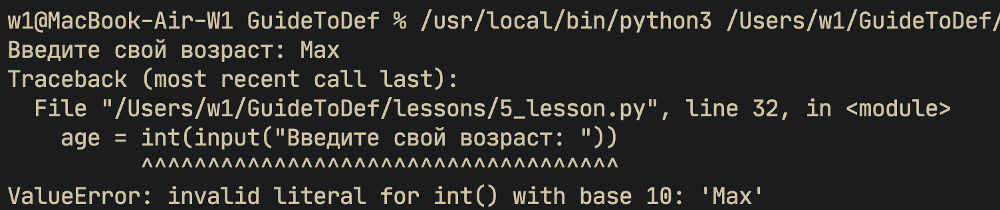 w1@MacBook-Air-W1 GuideToDef % /usr/local/bin/python3 /Users/w1/GuideToDef/
Введите свой возраст: Max
Traceback (most recent call last):
  File "/Users/w1/GuideToDef/lessons/5_lesson.py", line 32, in <module>
    age = int(input("Введите свой возраст: "))
          ^^^^^^^^^^^^^^^^^^^^^^^^^^^^^^^^^^^^
ValueError: invalid literal for int() with base 10: 'Max'